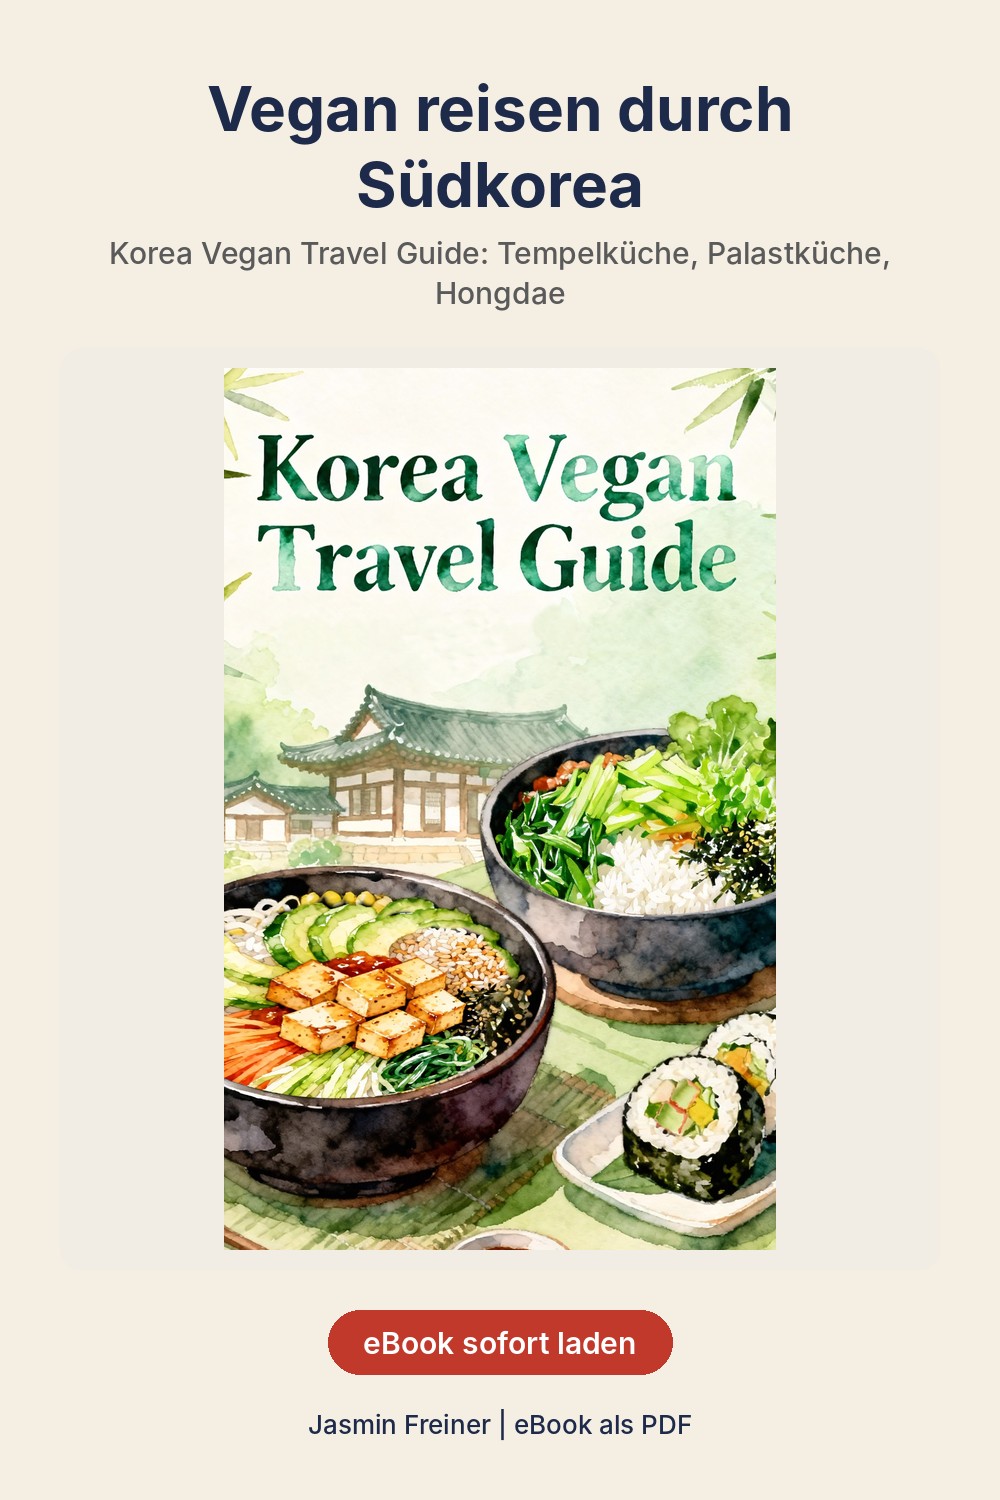 Vegan reisen durch
Südkorea
Korea Vegan Travel Guide: Tempelküche, Palastküche,
Hongdae
Korea Vegan
Travel Guide
eBook sofort laden
Jasmin Freiner | eBook als PDF